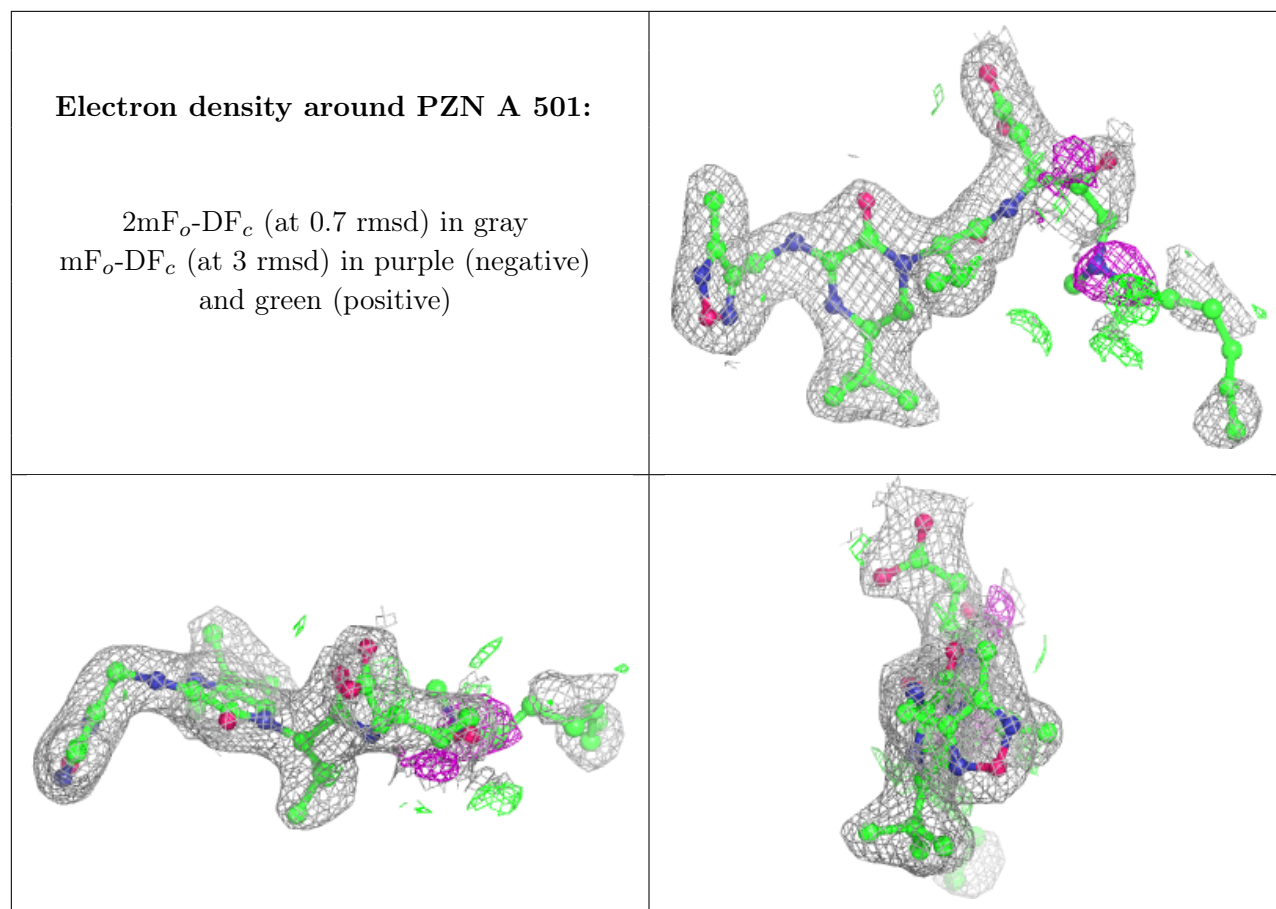 Electron density around PZN A 501:
2mFo-DFc (at 0.7 rmsd) in gray
mFo-DFc (at 3 rmsd) in purple (negative)
and green (positive)